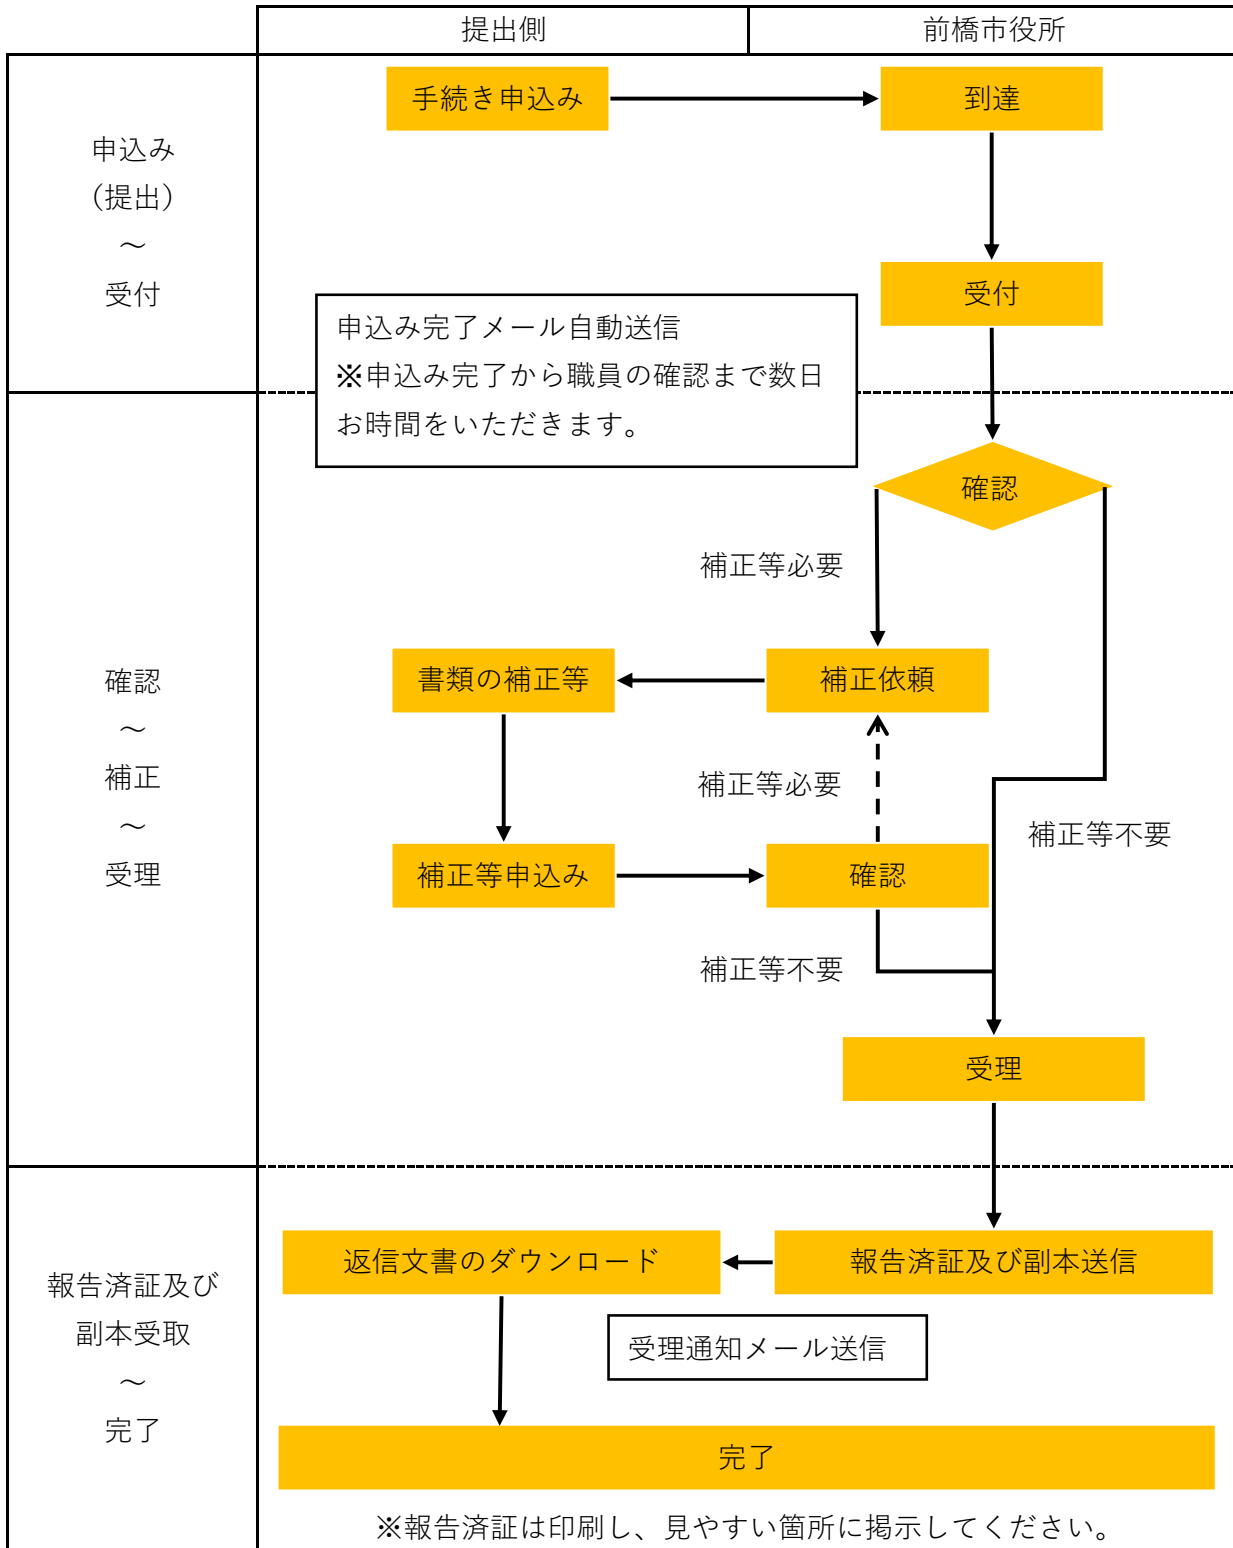 提出側
前橋市役所
申込み
（提出）
～
受付
手続き申込み
到達
受付
申込み完了メール自動送信
※申込み完了から職員の確認まで数日
お時間をいただきます。
確認
～
補正
～
受理
確認
補正等必要
書類の補正等
補正依頼
補正等必要
補正等不要
補正等申込み
確認
補正等不要
受理
報告済証及び
副本受取
～
完了
返信文書のダウンロード
報告済証及び副本送信
受理通知メール送信
完了
※報告済証は印刷し、見やすい箇所に掲示してください。